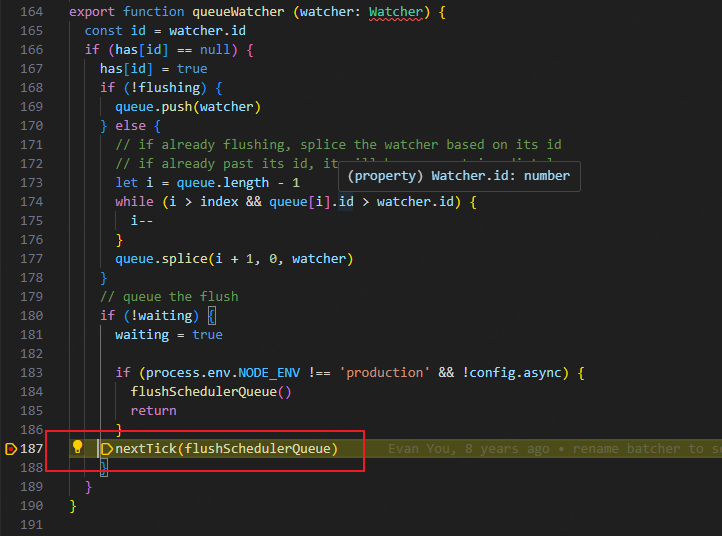 164 export function queueWatcher (watcher: Watcher) {
165 const id = watcher.id
166 if (has[id] == null) {
167 has[id] = true
168 if (!flushing) {
169 queue.push(watcher)
170 } else {
171 // if already flushing, splice the watcher based on its id
172 // if already past its id, it
(property) Watcher.id: number
173 let i = queue.length - 1
174 while (i > index && queue[i].id > watcher.id) {
175 i--
176 }
177 queue.splice(i + 1, 0, watcher)
178 }
179 // queue the flush
180 if (!waiting) {
181 waiting = true
182
183 if (process.env.NODE_ENV !== 'production' && !config.async) {
184 flushSchedulerQueue()
185 return
186 }
187 nextTick(flushSchedulerQueue) Evan You, 8 years ago • rename batcher to
188 }
189 }
190 }
191